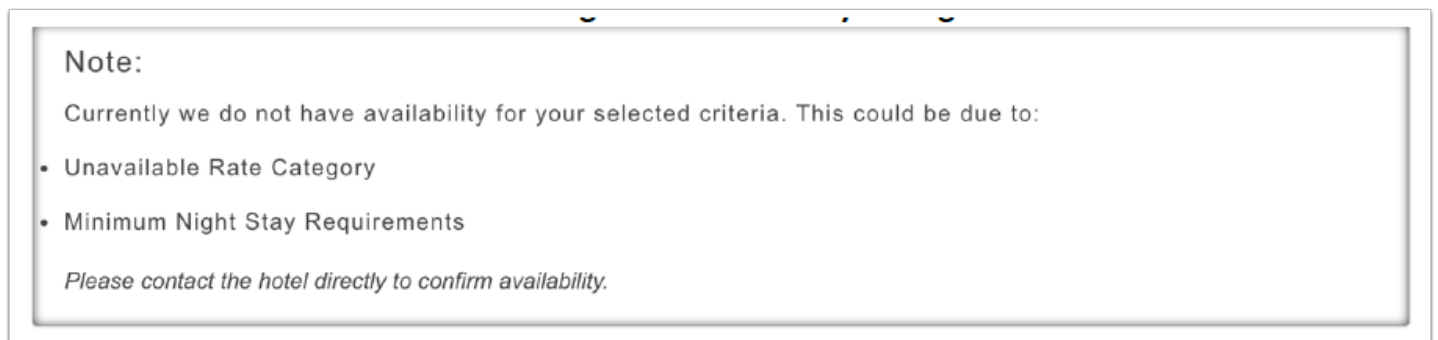 Note:
Currently we do not have availability for your selected criteria. This could be due to:
• Unavailable Rate Category
• Minimum Night Stay Requirements
Please contact the hotel directly to confirm availability.